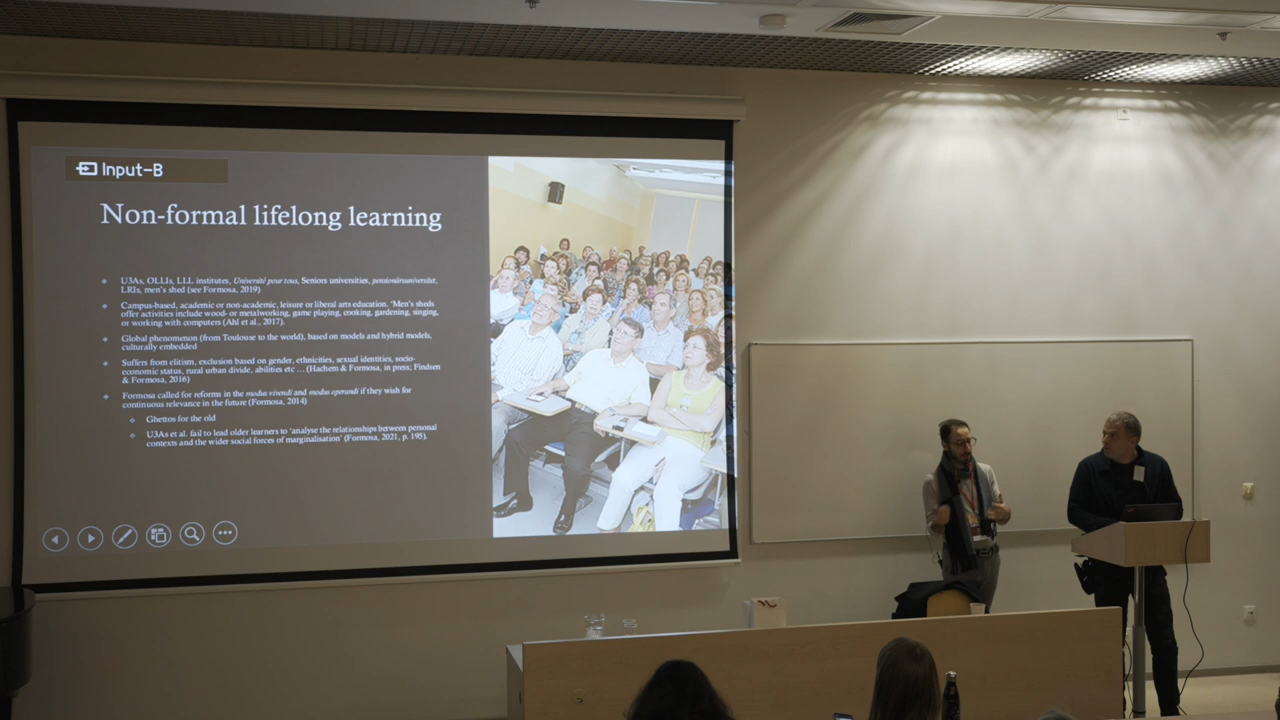 Input-B
Non-formal lifelong learning
U3As, OLLIs, LLL institutes, Université pour tous, Seniors universities, pensionärsuniversitet,
LRIs, men's shed (see Formosa, 2019)
Campus-based, academic or non-academic, leisure or liberal arts education. 'Men's sheds
offer activities include wood- or metalworking, game playing, cooking, gardening, singing,
or working with computers (Ahl et al., 2017).
Global phenomenon (from Toulouse to the world), based on models and hybrid models,
culturally embedded
Suffers from elitism, exclusion based on gender, ethnicities, sexual identities, socio-
economic status, rural urban divide, abilities etc ... (Hachem & Formosa, in press; Findsen
& Formosa, 2016)
Formosa called for reforms in the modus vivendi and modus operandi if they wish for
continuous relevance in the future (Formosa, 2014)
Ghettos for the old
U3As et al. fail to lead older learners to 'analyse the relationships between personal
contexts and the wider social forces of marginalisation' (Formosa, 2021, p. 195).